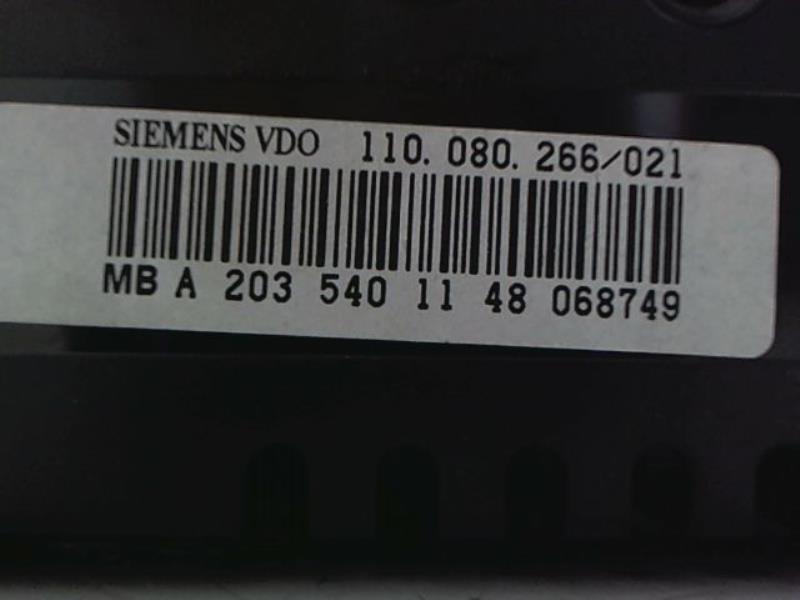 SIEMENS VDO 110. 080. 266/021
MB A 203 540 11 48 068749